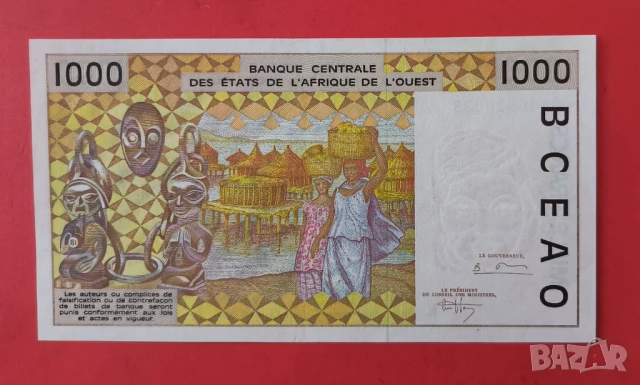 1000
BANQUE CENTRALE
DES ÉTATS DE L'AFRIQUE DE L'OUEST
1000
BCEAO
LE GOUVERNEUR,
LE PRÉSIDENT
DU CONSEIL DES MINISTRES,
Les auteurs ou complices de
falsification ou de contrefaçon
de billets de banque seront
punis conformément aux lois
et actes en vigueur.
BAZAR.bg